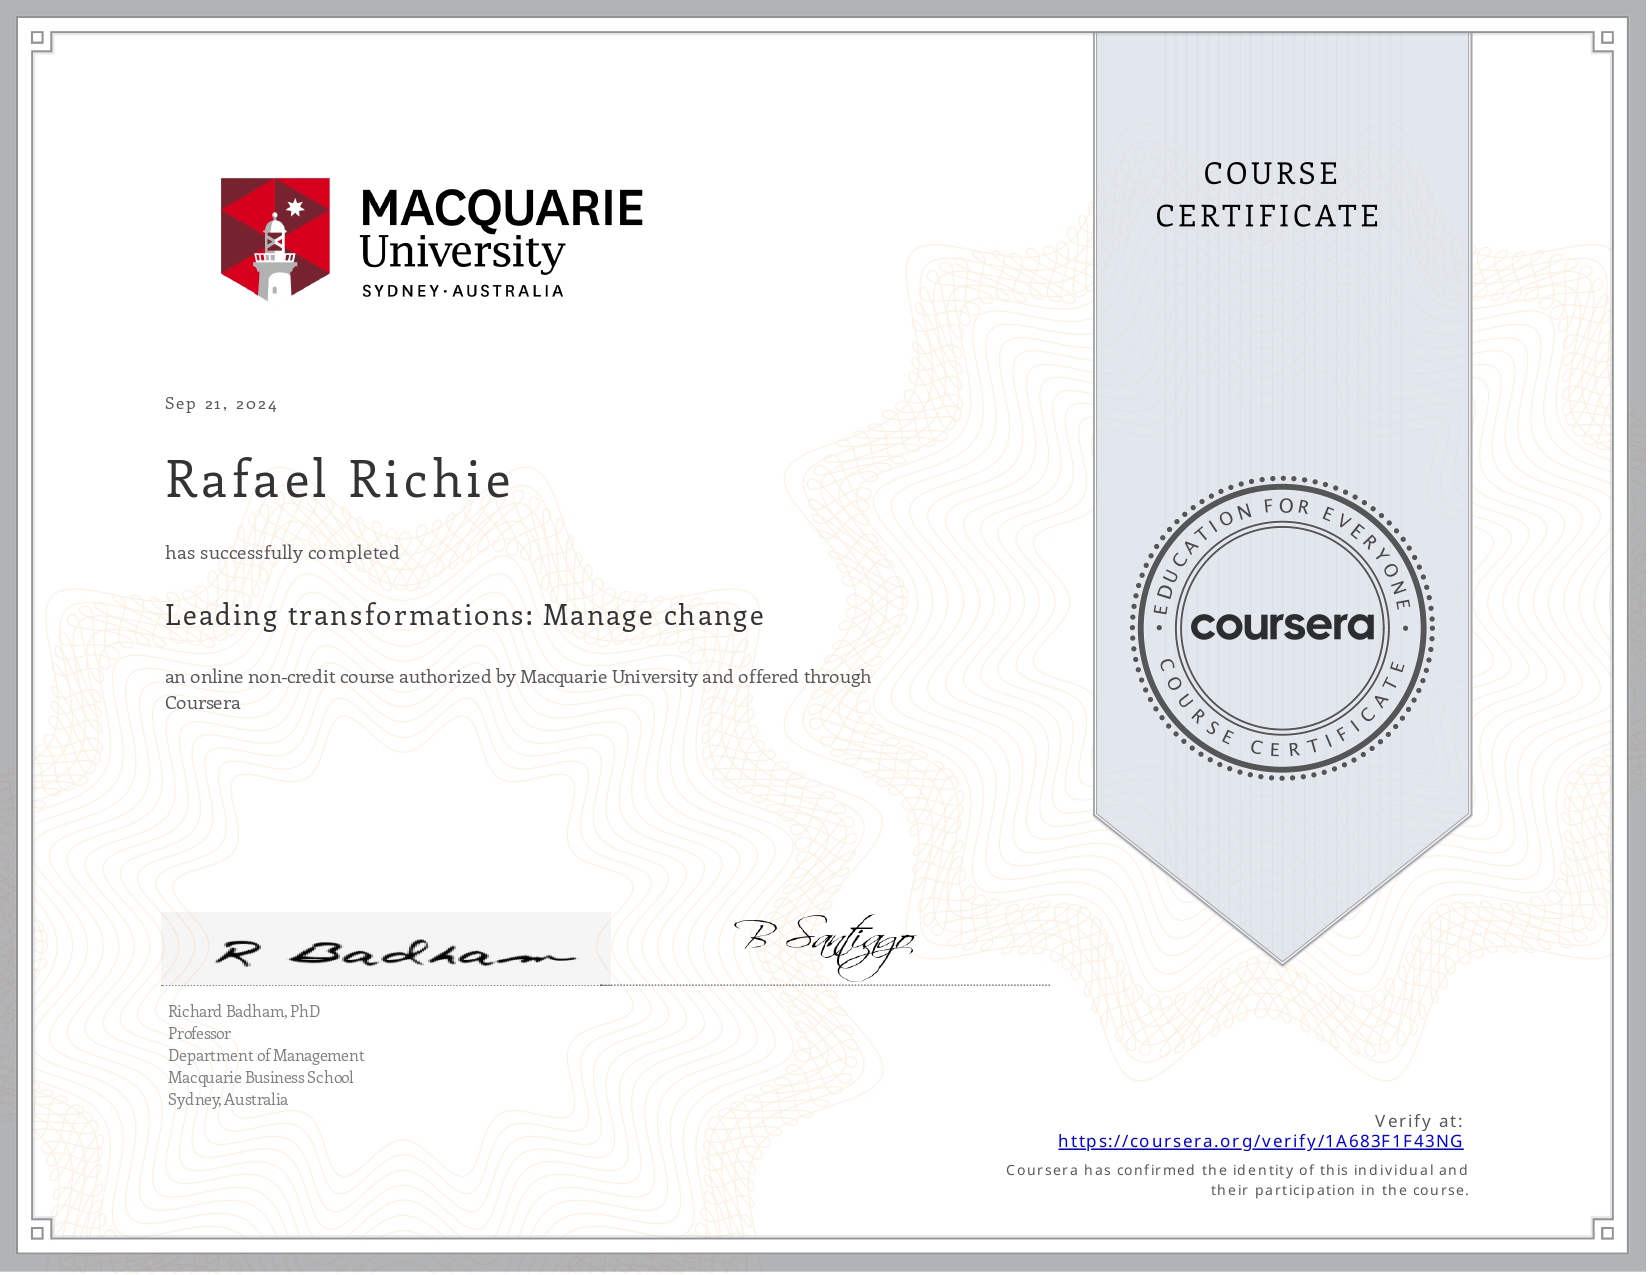 MACQUARIE
University
SYDNEY·AUSTRALIA
COURSE
CERTIFICATE
Sep 21, 2024
Rafael Richie
has successfully completed
Leading transformations: Manage change
an online non-credit course authorized by Macquarie University and offered through
Coursera
• EDUCATION FOR EVERYONE •
coursera
COURSE CERTIFICATE
R Badham
B Santiago
Richard Badham, PhD
Professor
Department of Management
Macquarie Business School
Sydney, Australia
Verify at:
https://coursera.org/verify/1A683F1F43NG
Coursera has confirmed the identity of this individual and
their participation in the course.